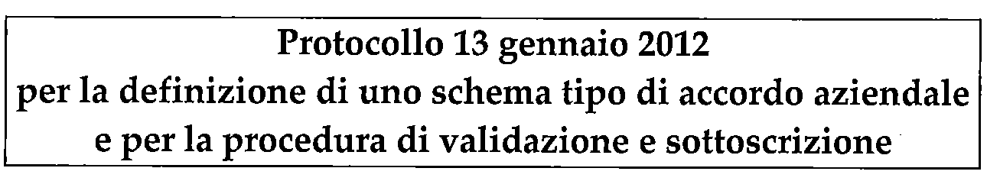 Protocollo 13 gennaio 2012
per la definizione di uno schema tipo di accordo aziendale
e per la procedura di validazione e sottoscrizione